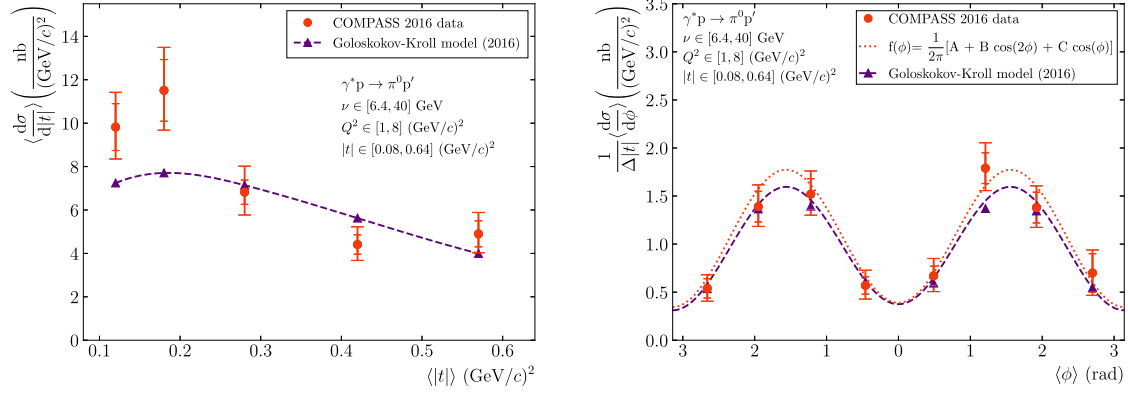 COMPASS 2016 data
Goloskokov-Kroll model (2016)
γ*p → π⁰p′
ν ∈ [6.4, 40] GeV
Q² ∈ [1, 8] (GeV/c)²
|t| ∈ [0.08, 0.64] (GeV/c)²
⟨dσ/d|t|⟩ (nb/(GeV/c)²)
14
12
10
8
6
4
2
0
0.1 0.2 0.3 0.4 0.5 0.6
⟨|t|⟩ (GeV/c)²
γ*p → π⁰p′
ν ∈ [6.4, 40] GeV
Q² ∈ [1, 8] (GeV/c)²
|t| ∈ [0.08, 0.64] (GeV/c)²
COMPASS 2016 data
f(ϕ)= 1/2π [A + B cos(2ϕ) + C cos(ϕ)]
Goloskokov-Kroll model (2016)
1/Δ|t| ⟨dσ/dϕ⟩ (nb/(GeV/c)²)
3.5
3.0
2.5
2.0
1.5
1.0
0.5
0.0
3 2 1 0 1 2 3
⟨ϕ⟩ (rad)